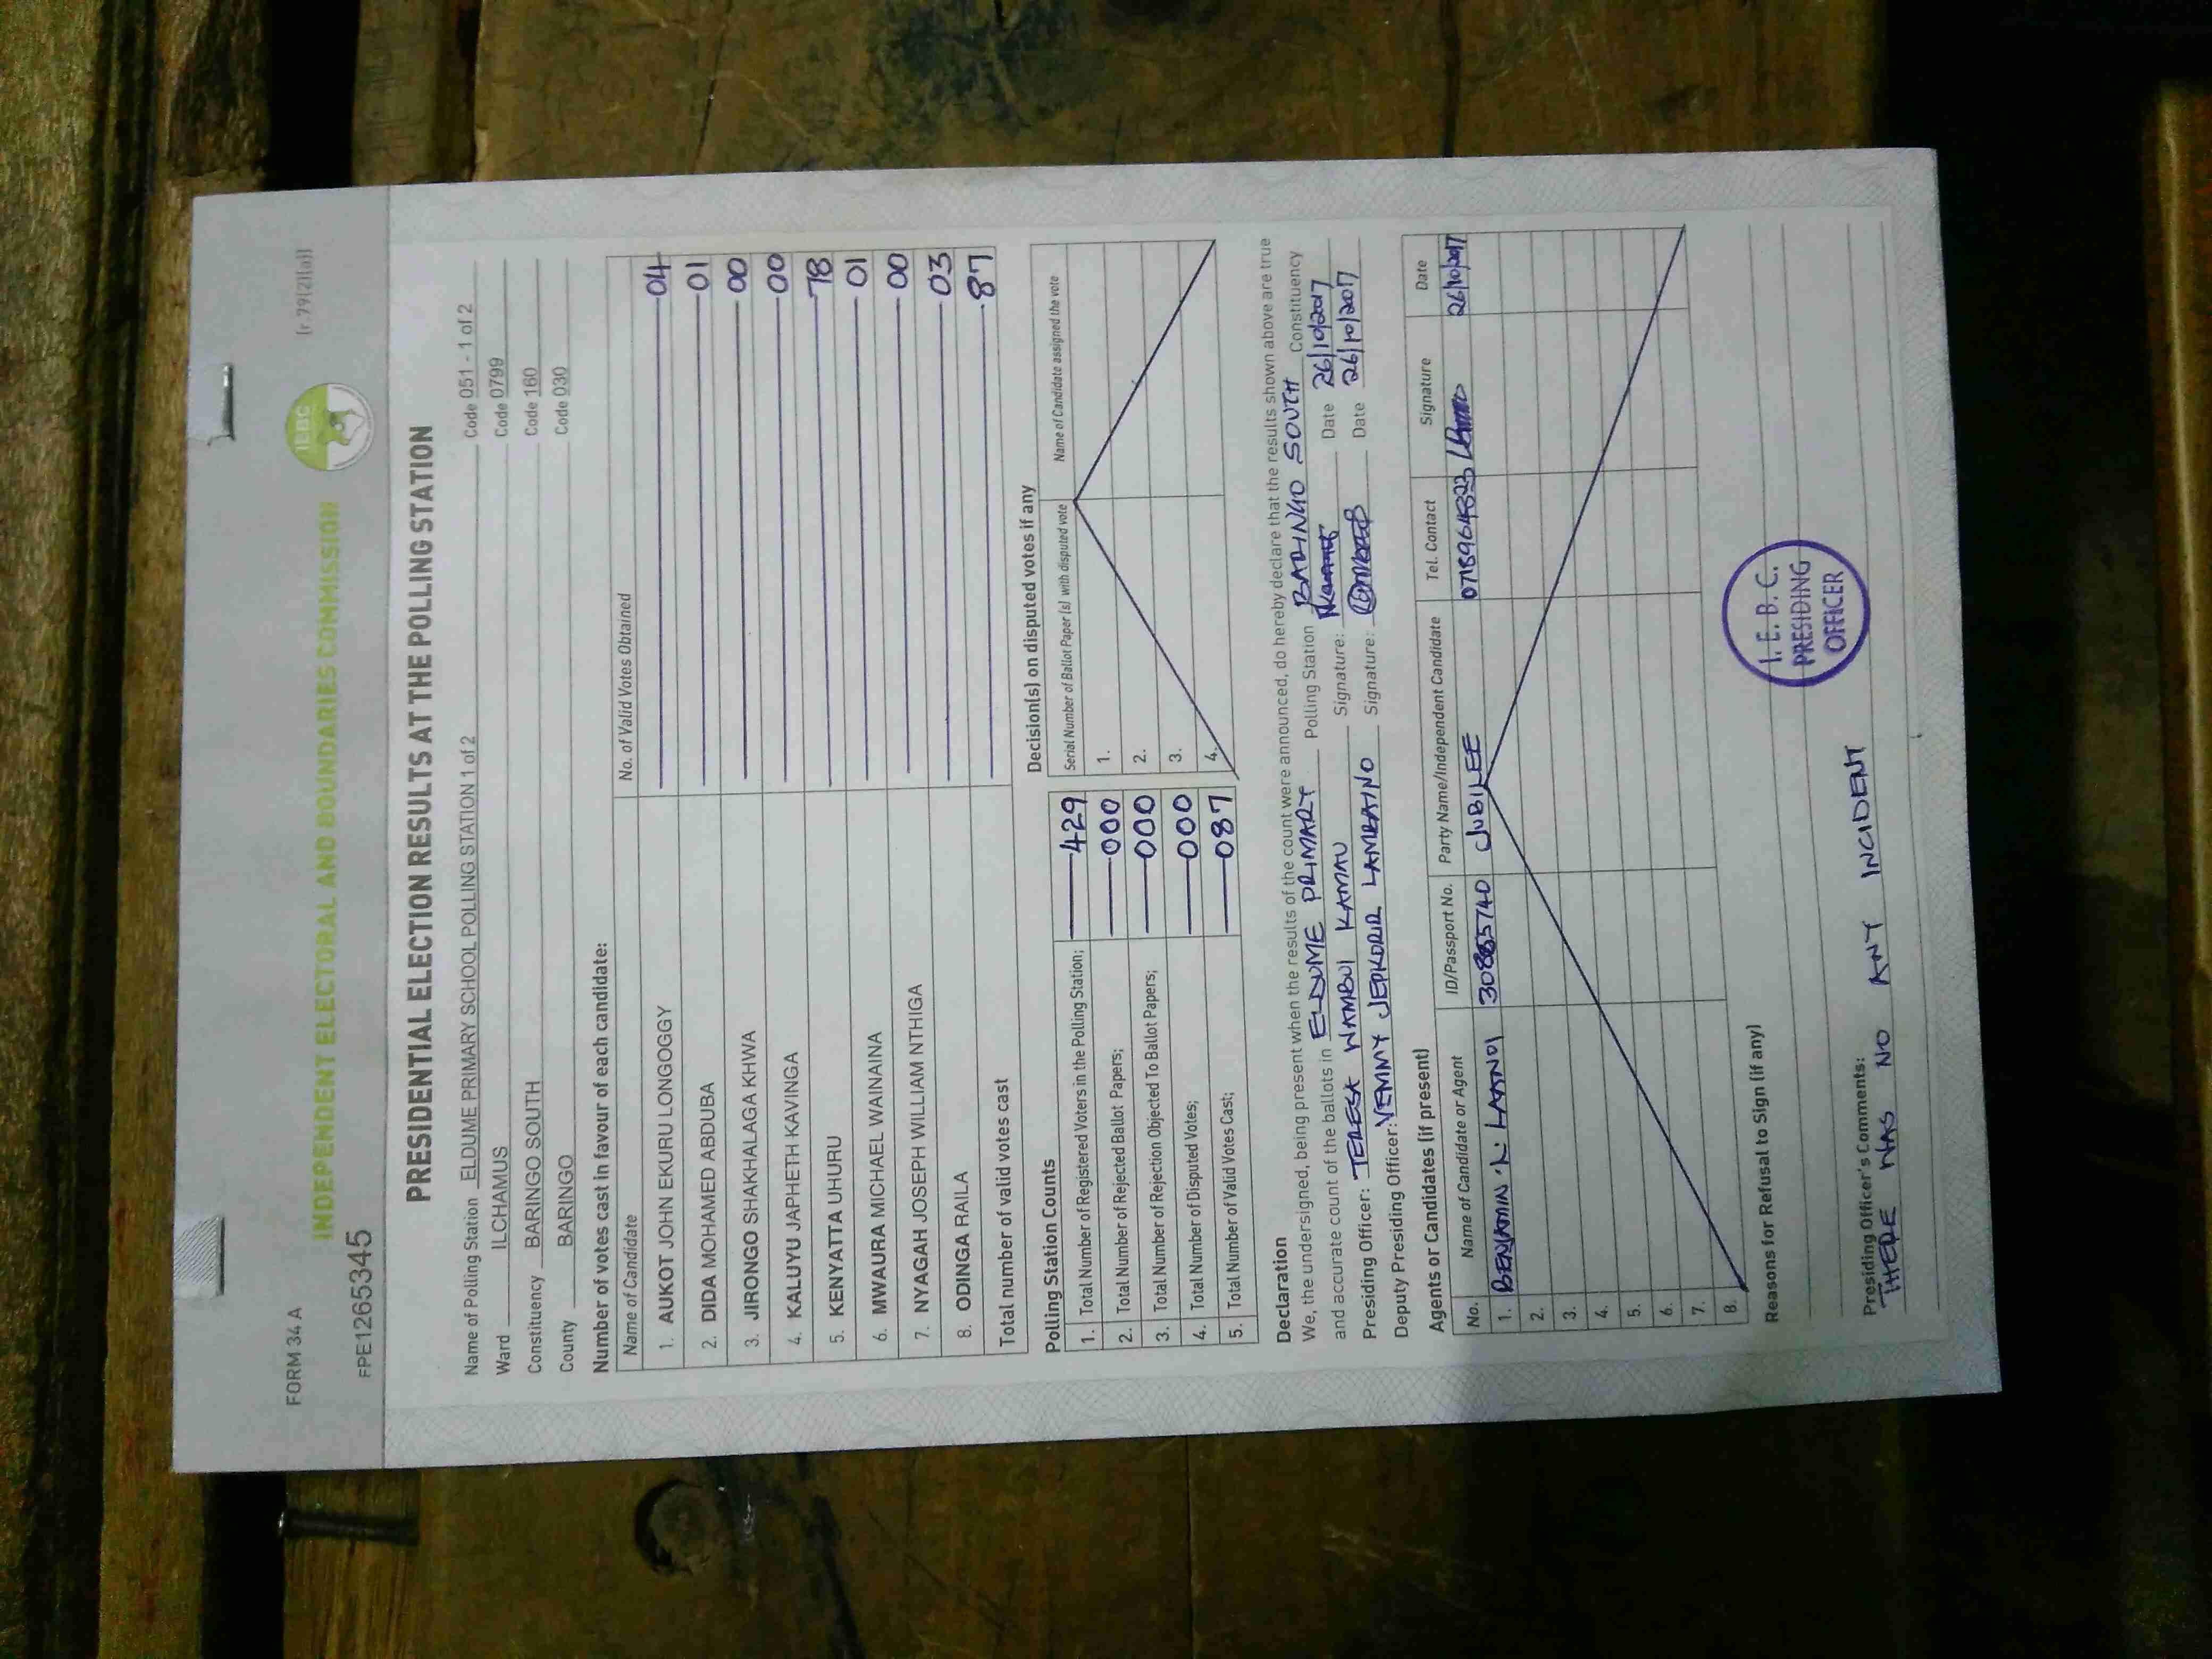 FORM 34 A
[r.79(2)(a)]
INDEPENDENT ELECTORAL AND BOUNDARIES COMMISSION
IEBC
FPE1265345
PRESIDENTIAL ELECTION RESULTS AT THE POLLING STATION
Name of Polling Station ELDUME PRIMARY SCHOOL POLLING STATION 1 of 2 Code 051 - 1 of 2
Ward ILCHAMUS Code 0799
Constituency BARINGO SOUTH Code 160
County BARINGO Code 030
Number of votes cast in favour of each candidate:
Name of Candidate No. of Valid Votes Obtained
1. AUKOT JOHN EKURU LONGOGGY 04
2. DIDA MOHAMED ABDUBA 01
3. JIRONGO SHAKHALAGA KHWA 00
4. KALUYU JAPHETH KAVINGA 00
5. KENYATTA UHURU 78
6. MWAURA MICHAEL WAINAINA 01
7. NYAGAH JOSEPH WILLIAM NTHIGA 00
8. ODINGA RAILA 03
Total number of valid votes cast 87
Polling Station Counts
1. Total Number of Registered Voters in the Polling Station; 429
2. Total Number of Rejected Ballot Papers; 000
3. Total Number of Rejection Objected To Ballot Papers; 000
4. Total Number of Disputed Votes; 000
5. Total Number of Valid Votes Cast; 087
Decision(s) on disputed votes if any
Serial Number of Ballot Paper (s) with disputed vote Name of Candidate assigned the vote
1.
2.
3.
4.
Declaration
We, the undersigned, being present when the results of the count were announced, do hereby declare that the results shown above are true
and accurate count of the ballots in ELDUME PRIMARY Polling Station BARINGO SOUTH Constituency
Presiding Officer: TERESA WAMBUI KAMAU Signature: Date 26/10/2017
Deputy Presiding Officer: VEMMY JEPKORIR LAMEAINO Signature: Date 26/10/2017
Agents or Candidates (if present)
No. Name of Candidate or Agent ID/Passport No. Party Name/Independent Candidate Tel. Contact Signature Date
1. BENJAMIN JUBILEE 26/10/2017
2.
3.
4.
5.
6.
7.
8.
Reasons for Refusal to Sign (if any)
I.E.B.C.
PRESIDING
OFFICER
Presiding Officer's Comments:
THERE WAS NO ANY INCIDENT